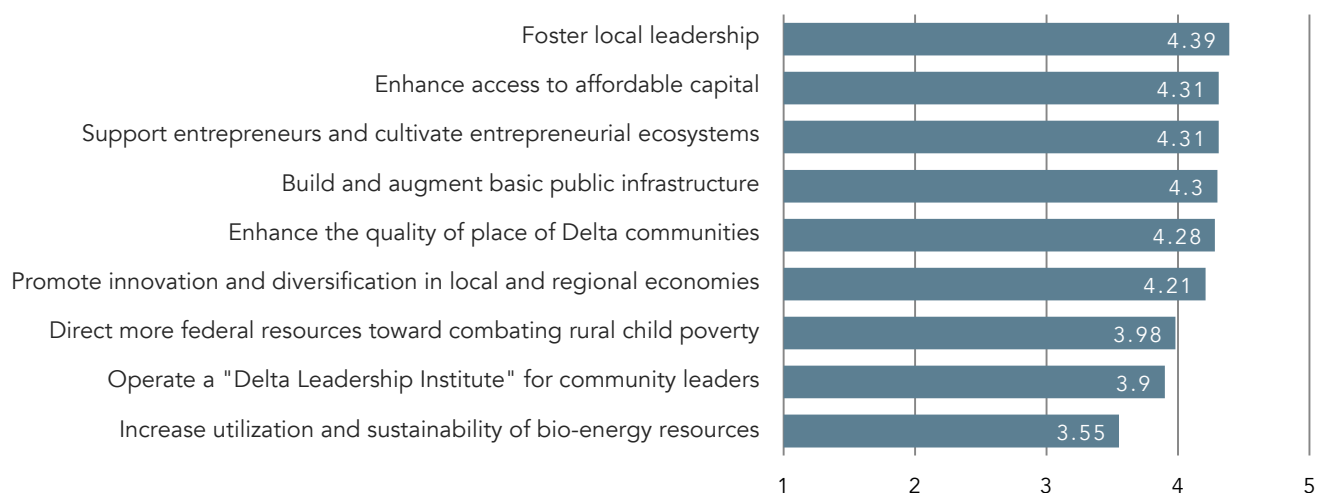 Foster local leadership 4.39
Enhance access to affordable capital 4.31
Support entrepreneurs and cultivate entrepreneurial ecosystems 4.31
Build and augment basic public infrastructure 4.3
Enhance the quality of place of Delta communities 4.28
Promote innovation and diversification in local and regional economies 4.21
Direct more federal resources toward combating rural child poverty 3.98
Operate a "Delta Leadership Institute" for community leaders 3.9
Increase utilization and sustainability of bio-energy resources 3.55
1 2 3 4 5